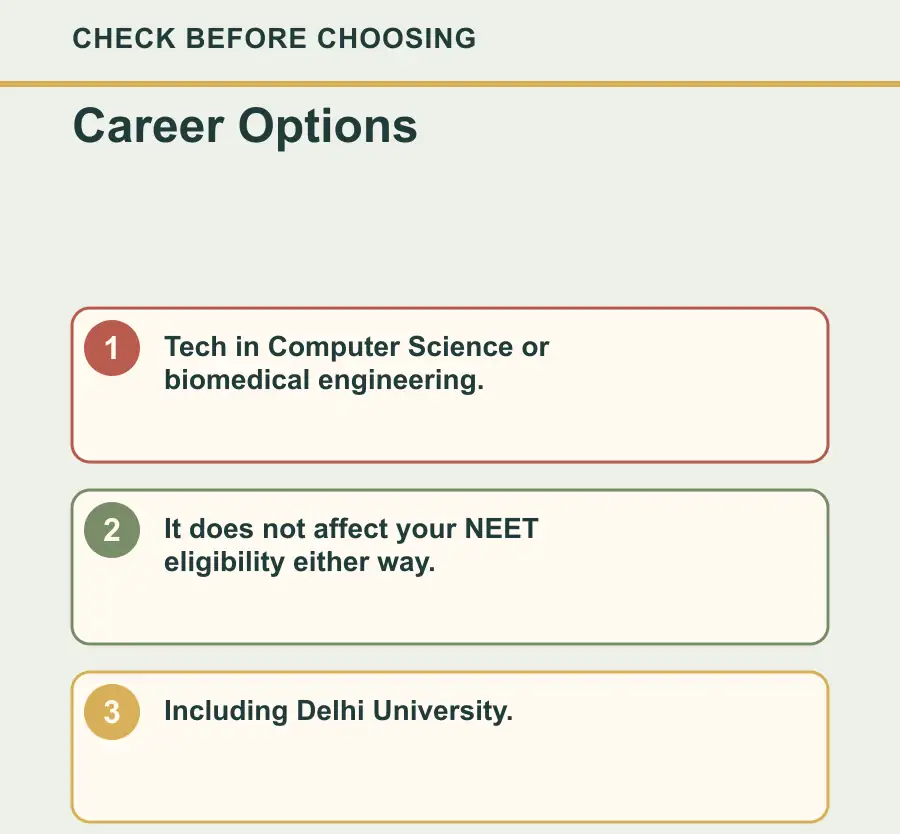 CHECK BEFORE CHOOSING
Career Options
1
Tech in Computer Science or
biomedical engineering.
2
It does not affect your NEET
eligibility either way.
3
Including Delhi University.